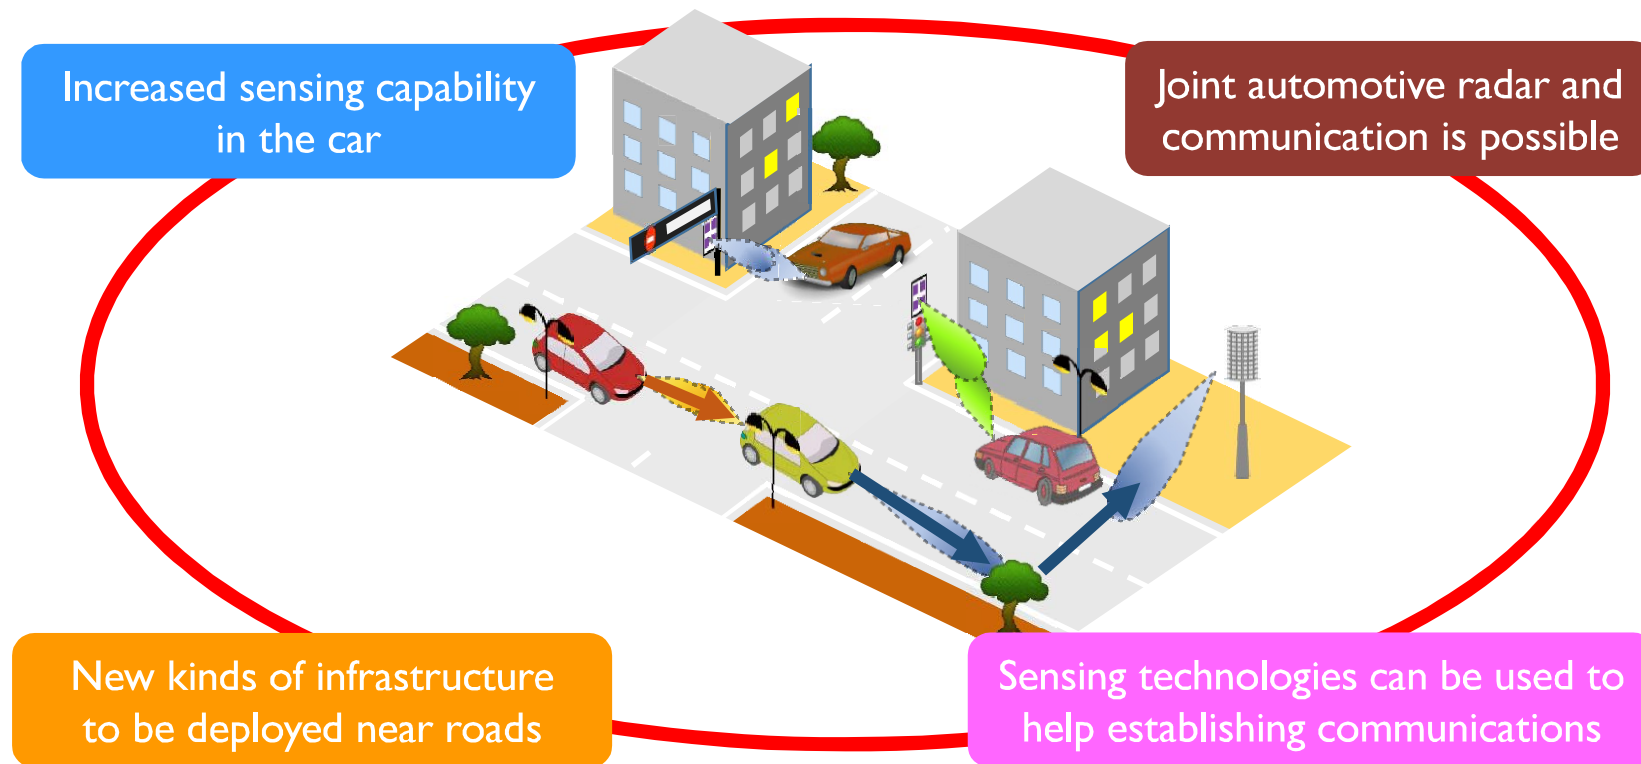 Increased sensing capability
in the car
Joint automotive radar and
communication is possible
New kinds of infrastructure
to be deployed near roads
Sensing technologies can be used to
help establishing communications